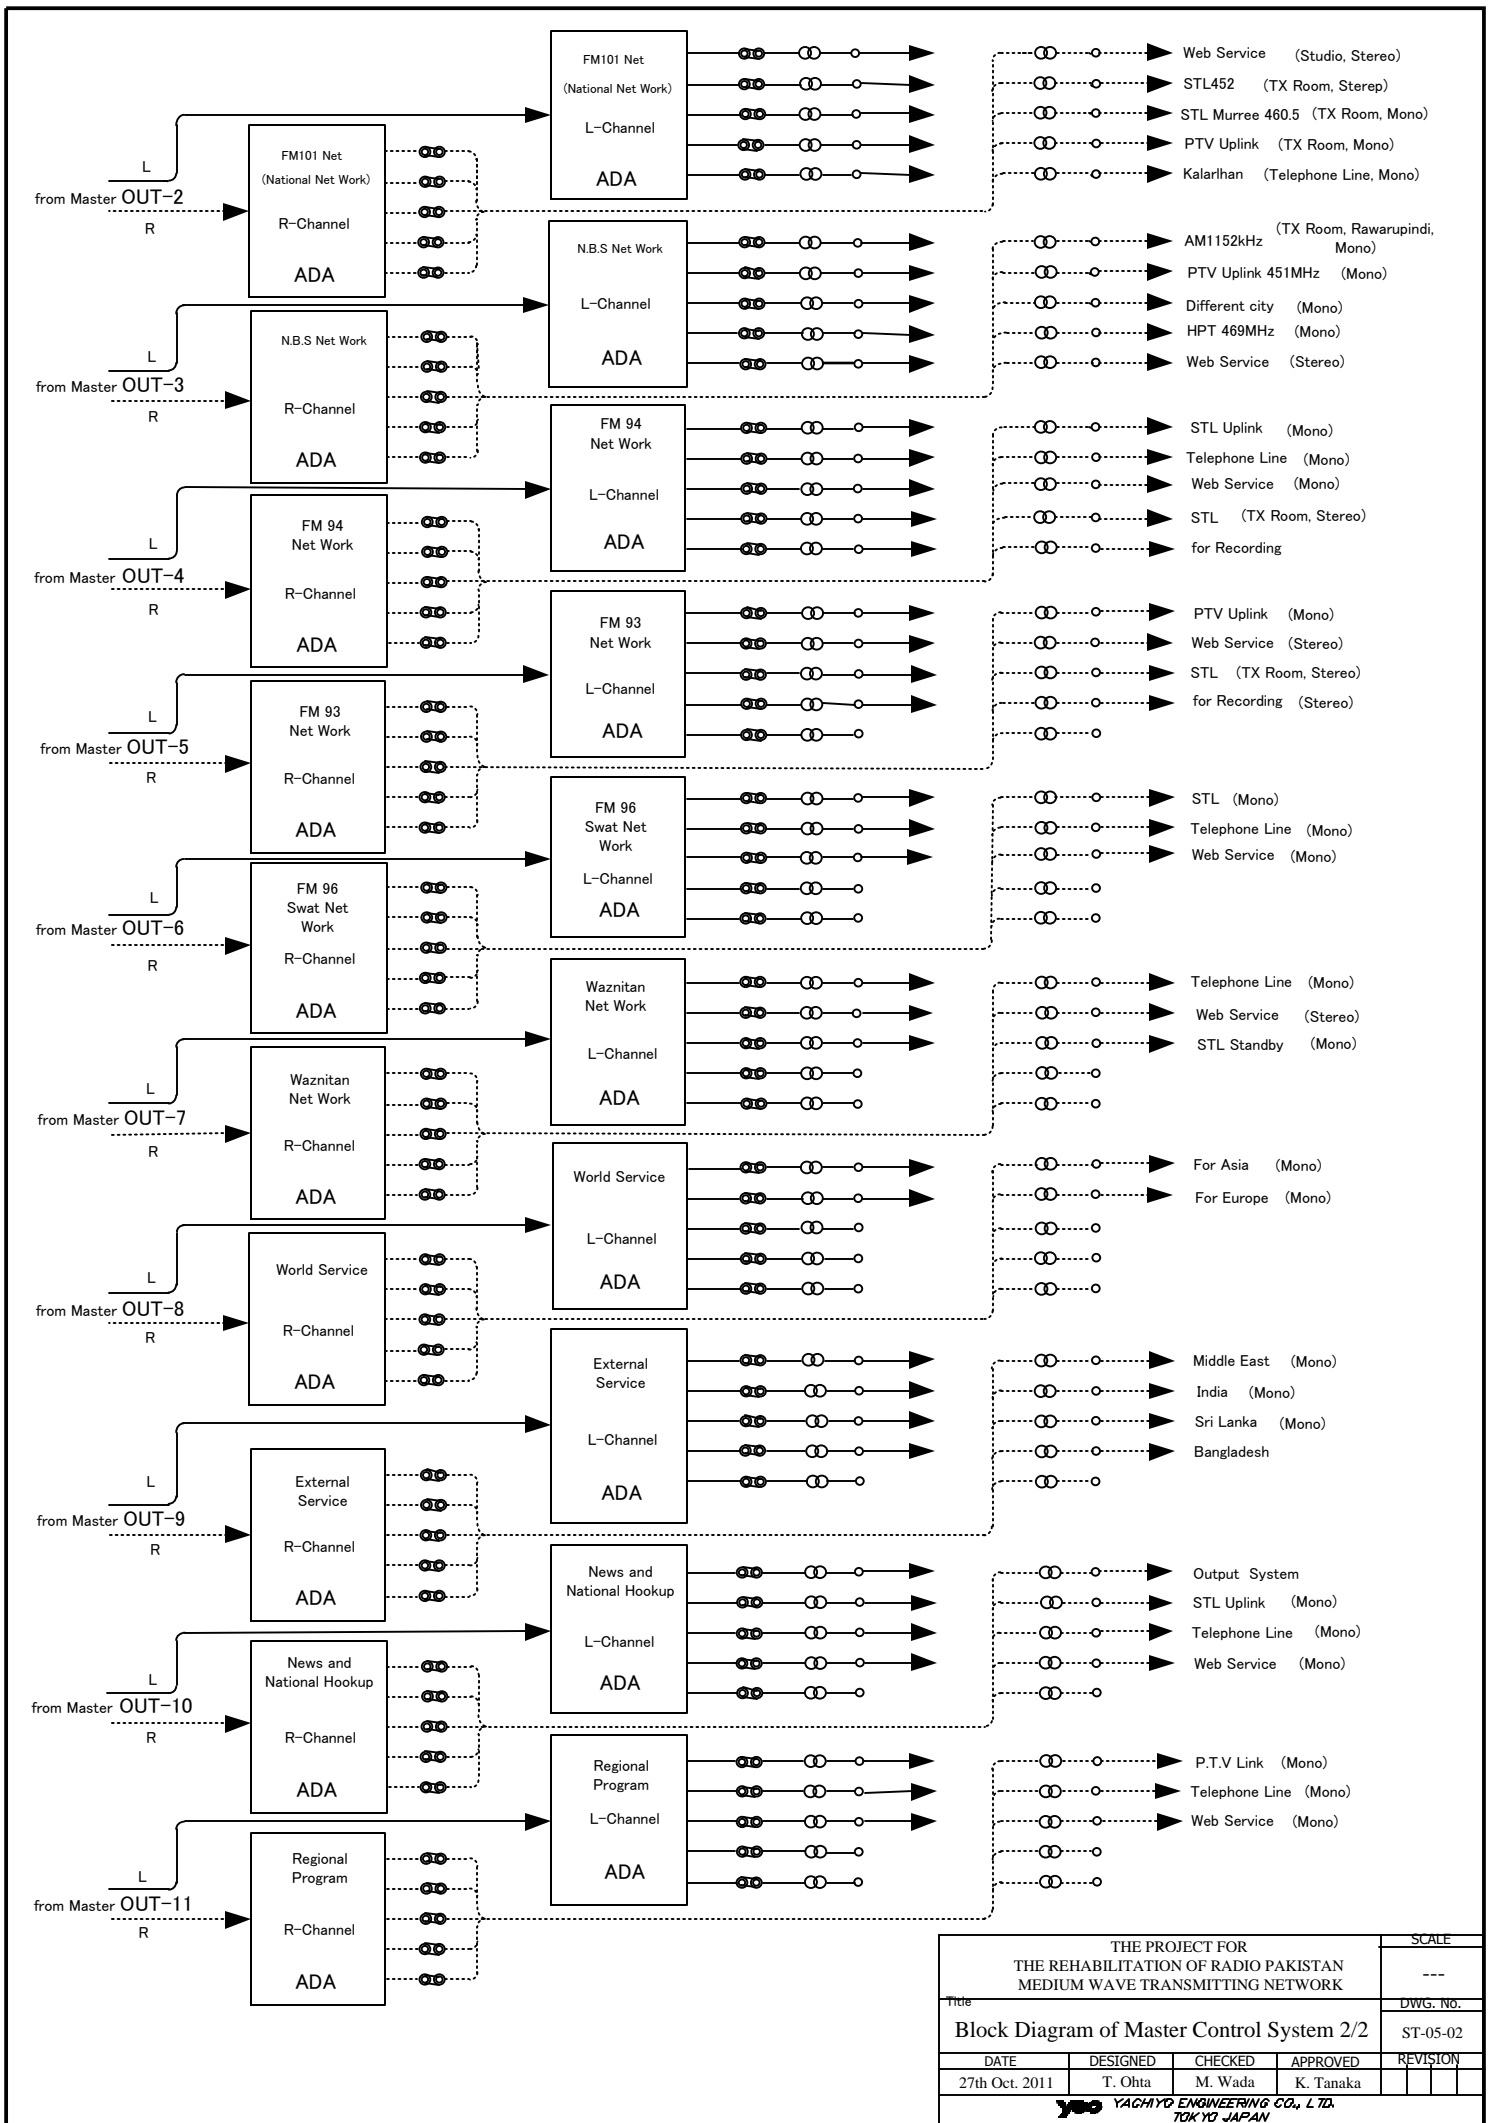 FM101 Net
(National Net Work)
L-Channel
ADA
Web Service (Studio, Stereo)
STL452 (TX Room, Sterep)
STL Murree 460.5 (TX Room, Mono)
PTV Uplink (TX Room, Mono)
Kalarlhan (Telephone Line, Mono)
L
from Master OUT-2
R
FM101 Net
(National Net Work)
R-Channel
ADA
N.B.S Net Work
L-Channel
ADA
AM1152kHz (TX Room, Rawarupindi,
Mono)
PTV Uplink 451MHz (Mono)
Different city (Mono)
HPT 469MHz (Mono)
Web Service (Stereo)
L
from Master OUT-3
R
N.B.S Net Work
R-Channel
ADA
FM 94
Net Work
L-Channel
ADA
STL Uplink (Mono)
Telephone Line (Mono)
Web Service (Mono)
STL (TX Room, Stereo)
for Recording
L
from Master OUT-4
R
FM 94
Net Work
R-Channel
ADA
FM 93
Net Work
L-Channel
ADA
PTV Uplink (Mono)
Web Service (Stereo)
STL (TX Room, Stereo)
for Recording (Stereo)
L
from Master OUT-5
R
FM 93
Net Work
R-Channel
ADA
FM 96
Swat Net
Work
L-Channel
ADA
STL (Mono)
Telephone Line (Mono)
Web Service (Mono)
L
from Master OUT-6
R
FM 96
Swat Net
Work
R-Channel
ADA
Waznitan
Net Work
L-Channel
ADA
Telephone Line (Mono)
Web Service (Stereo)
STL Standby (Mono)
L
from Master OUT-7
R
Waznitan
Net Work
R-Channel
ADA
World Service
L-Channel
ADA
For Asia (Mono)
For Europe (Mono)
L
from Master OUT-8
R
World Service
R-Channel
ADA
External
Service
L-Channel
ADA
Middle East (Mono)
India (Mono)
Sri Lanka (Mono)
Bangladesh
L
from Master OUT-9
R
External
Service
R-Channel
ADA
News and
National Hookup
L-Channel
ADA
Output System
STL Uplink (Mono)
Telephone Line (Mono)
Web Service (Mono)
L
from Master OUT-10
R
News and
National Hookup
R-Channel
ADA
Regional
Program
L-Channel
ADA
P.T.V Link (Mono)
Telephone Line (Mono)
Web Service (Mono)
L
from Master OUT-11
R
Regional
Program
R-Channel
ADA
THE PROJECT FOR
THE REHABILITATION OF RADIO PAKISTAN
MEDIUM WAVE TRANSMITTING NETWORK
SCALE
---
Title
Block Diagram of Master Control System 2/2
DWG. No.
ST-05-02
DATE DESIGNED CHECKED APPROVED REVISION
27th Oct. 2011 T. Ohta M. Wada K. Tanaka
yec YACHIYO ENGINEERING CO., LTD.
TOKYO JAPAN